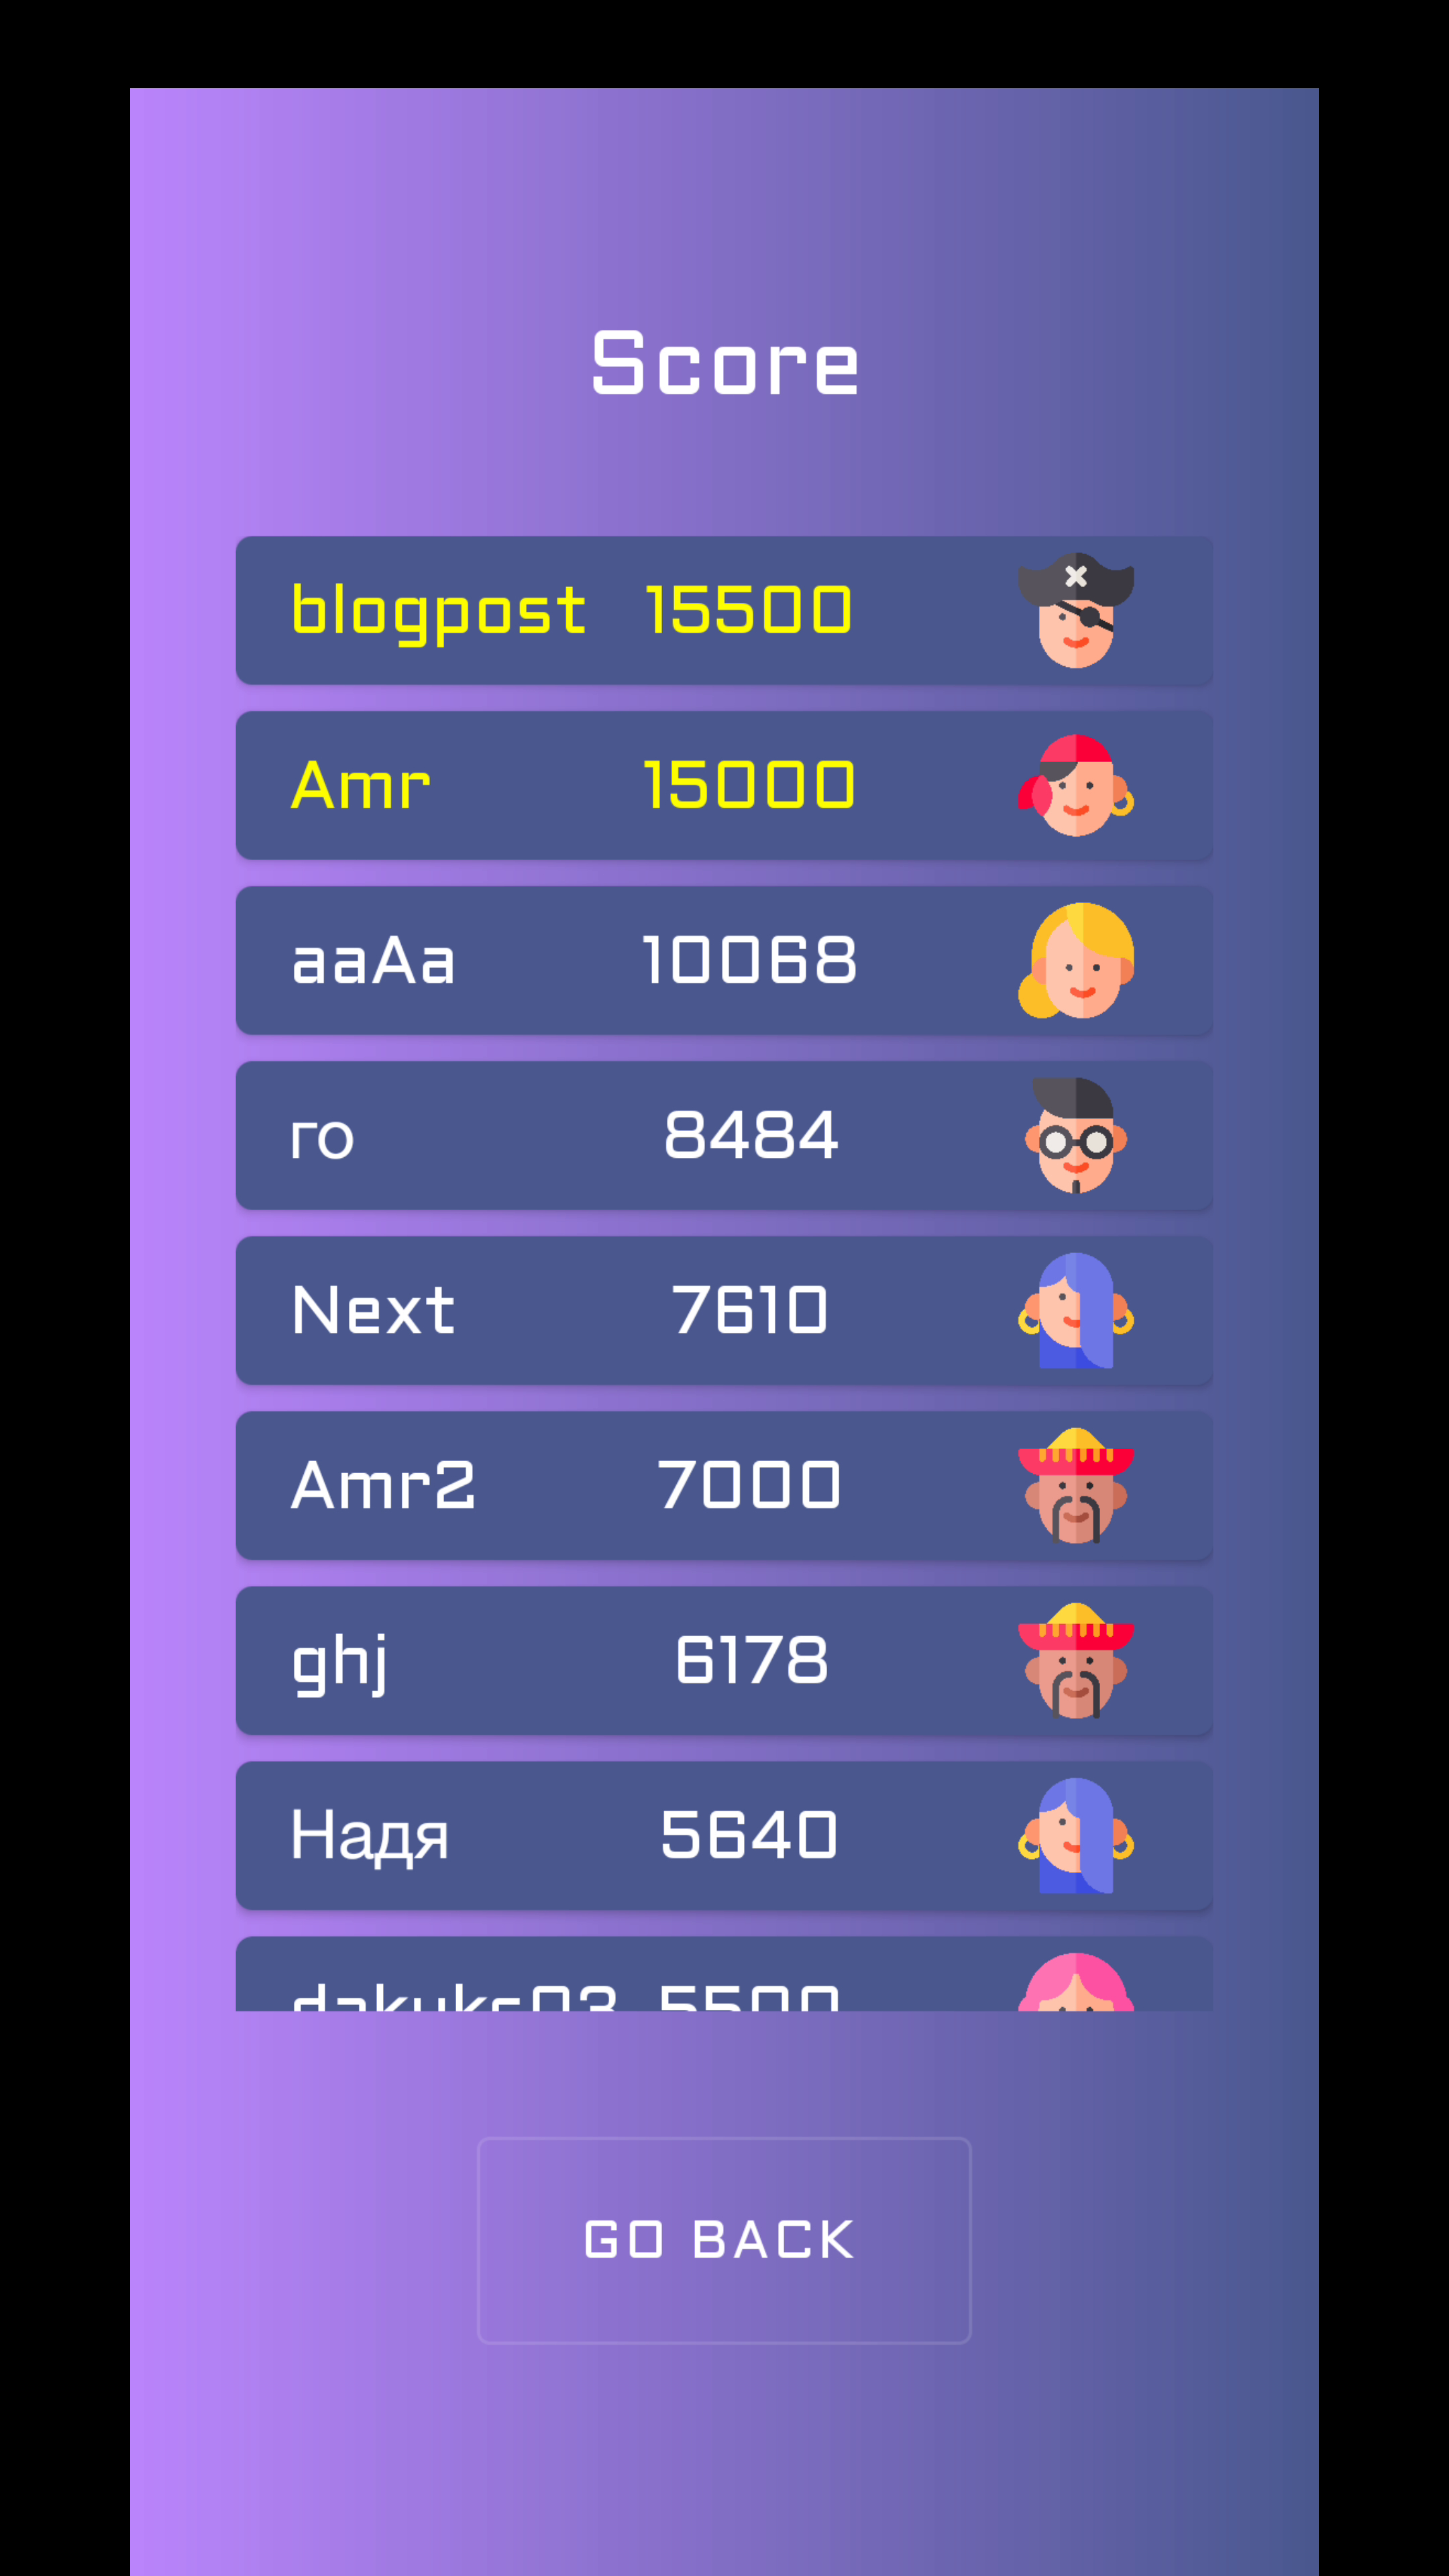 Score
blogpost 15500
Amr 15000
aaAa 10068
го 8484
Next 7610
Amr2 7000
ghj 6178
Надя 5640
5500
GO BACK